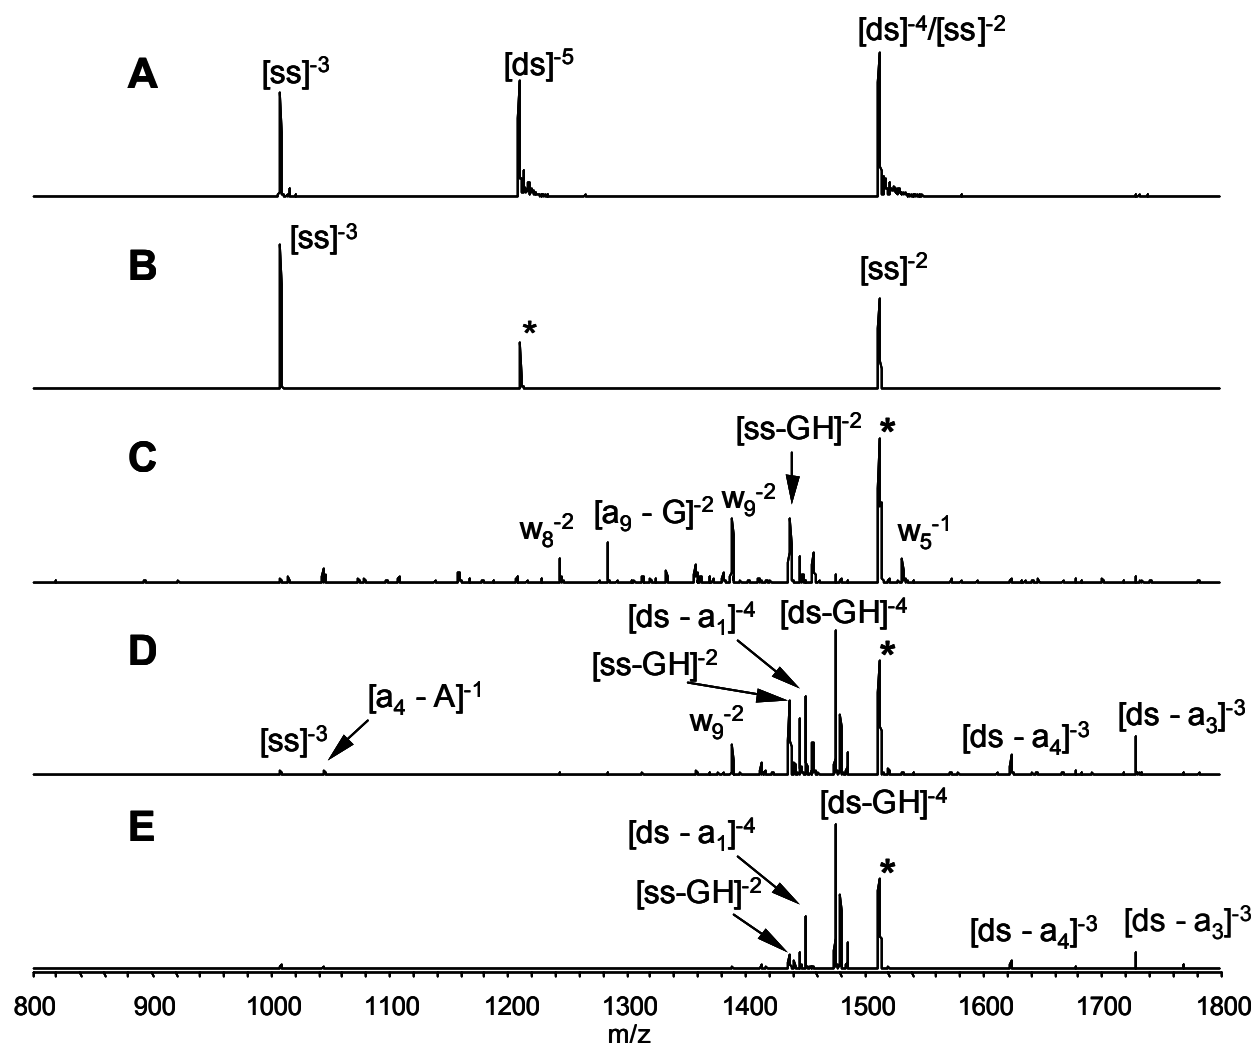 A
[ss]-3
[ds]-5
[ds]-4/[ss]-2
B
[ss]-3
*
[ss]-2
C
w8-2
[a9 - G]-2
w9-2
[ss-GH]-2
*
w5-1
D
[ss]-3
[a4 - A]-1
w9-2
[ss-GH]-2
[ds - a1]-4
[ds-GH]-4
*
[ds - a4]-3
[ds - a3]-3
E
[ss-GH]-2
[ds - a1]-4
[ds-GH]-4
*
[ds - a4]-3
[ds - a3]-3
800 900 1000 1100 1200 1300 1400 1500 1600 1700 1800
m/z